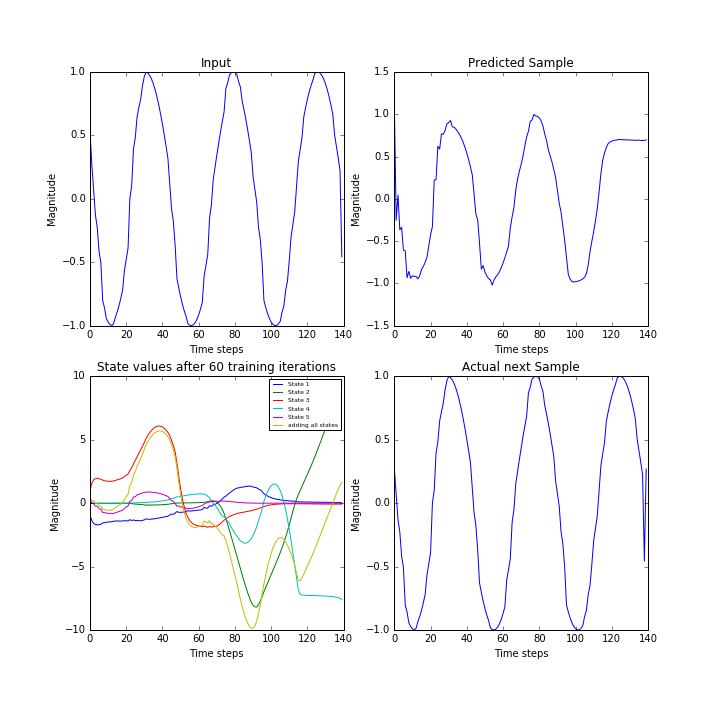 Input
Magnitude
1.0
0.5
0.0
−0.5
−1.0
0 20 40 60 80 100 120 140
Time steps
Predicted Sample
Magnitude
1.5
1.0
0.5
0.0
−0.5
−1.0
−1.5
0 20 40 60 80 100 120 140
Time steps
State values after 60 training iterations
Magnitude
10
5
0
−5
−10
State 1
State 2
State 3
State 4
State 5
adding all states
0 20 40 60 80 100 120 140
Time steps
Actual next Sample
Magnitude
1.0
0.5
0.0
−0.5
−1.0
0 20 40 60 80 100 120 140
Time steps